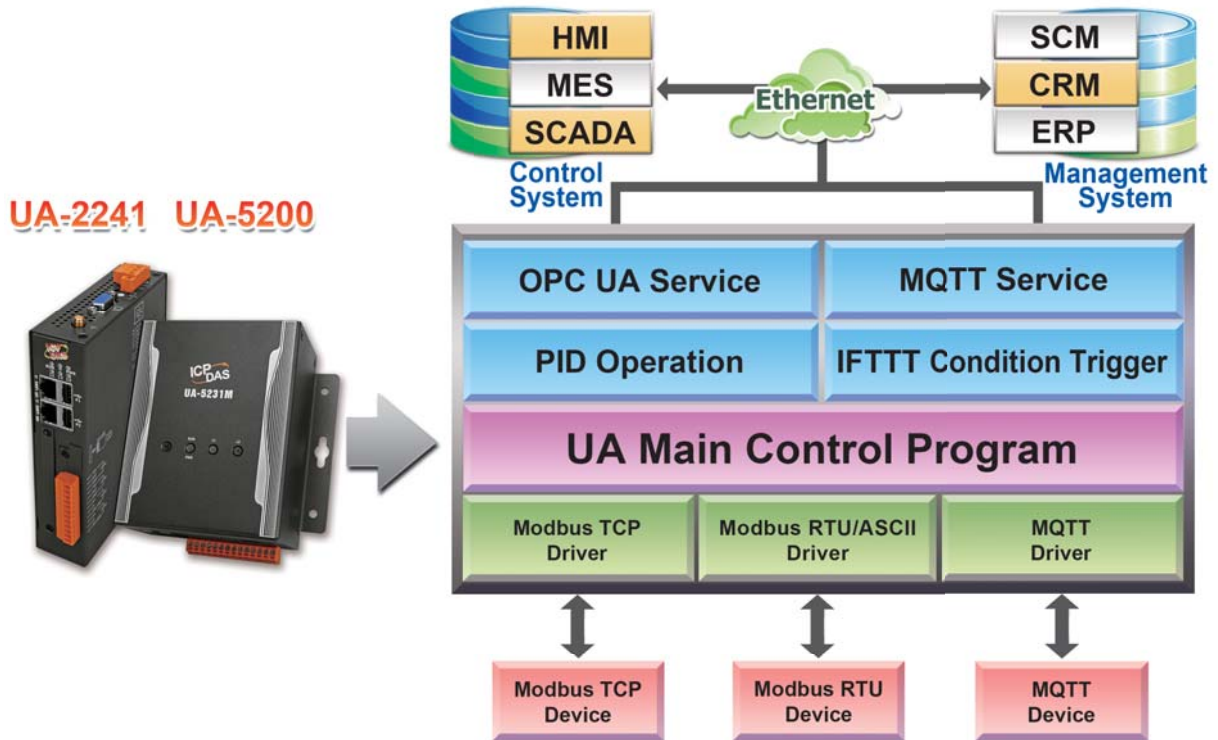 HMI
MES
SCADA
Control
System
Ethernet
SCM
CRM
ERP
Management
System
UA-2241 UA-5200
ICP
DAS
UA-5231M
OPC UA Service
MQTT Service
PID Operation
IFTTT Condition Trigger
UA Main Control Program
Modbus TCP
Driver
Modbus RTU/ASCII
Driver
MQTT
Driver
Modbus TCP
Device
Modbus RTU
Device
MQTT
Device